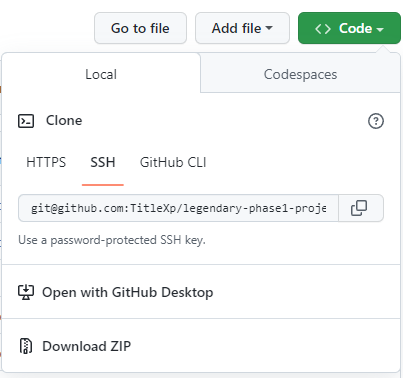 Go to file Add file Code
Local Codespaces
Clone
HTTPS SSH GitHub CLI
git@github.com:TitleXp/legendary-phase1-proje
Use a password-protected SSH key.
Open with GitHub Desktop
Download ZIP